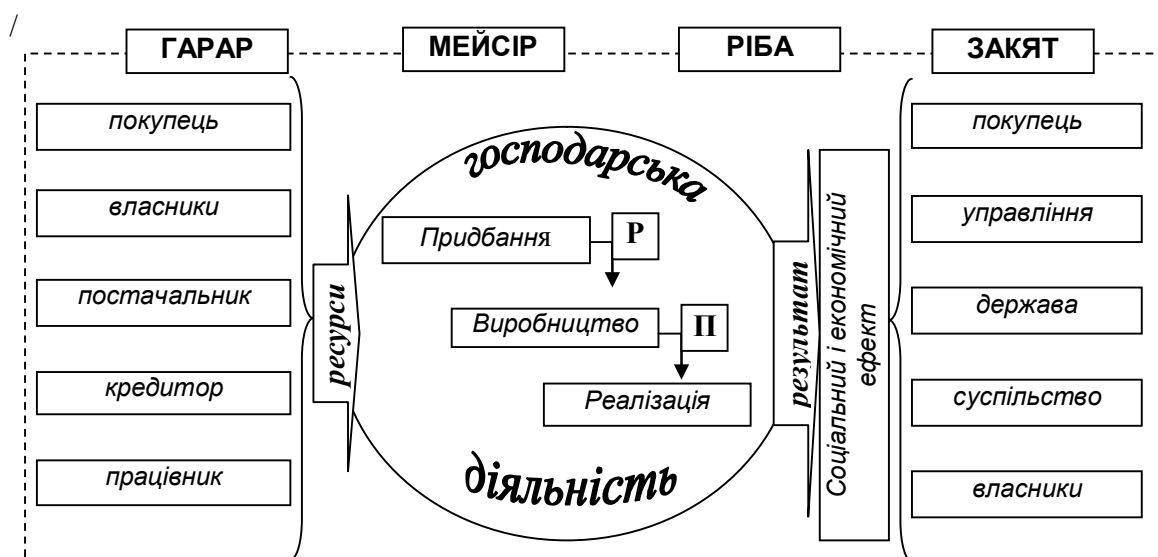 /
ГАРАР
МЕЙСІР
РІБА
ЗАКЯТ
покупець
власники
постачальник
кредитор
працівник
ресурси
господарська
Придбання
Р
Виробництво
П
Реалізація
діяльність
результат
Соціальний і економічний
ефект
покупець
управління
держава
суспільство
власники